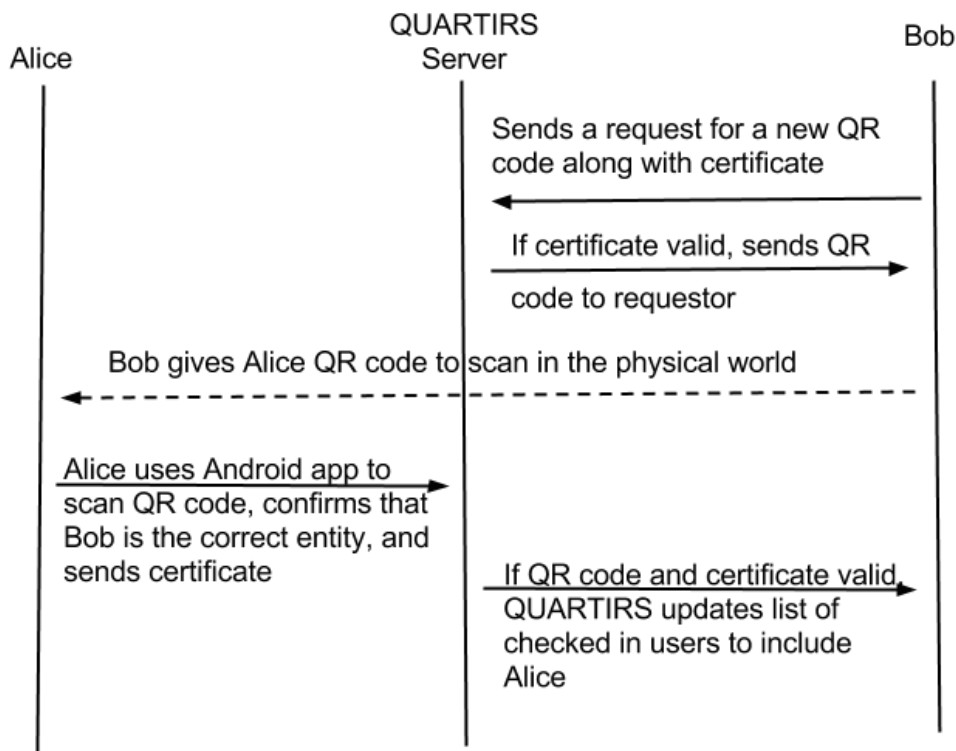 Alice
QUARTIRS
Server
Bob
Sends a request for a new QR
code along with certificate
If certificate valid, sends QR
code to requestor
Bob gives Alice QR code to scan in the physical world
Alice uses Android app to
scan QR code, confirms that
Bob is the correct entity, and
sends certificate
If QR code and certificate valid,
QUARTIRS updates list of
checked in users to include
Alice